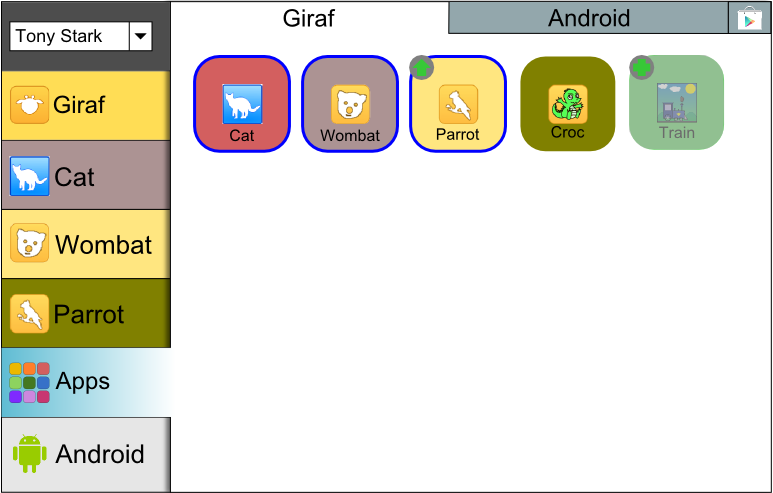 Tony Stark
Giraf
Android
Giraf
Cat
Wombat
Parrot
Apps
Android
Cat
Wombat
Parrot
Croc
Train